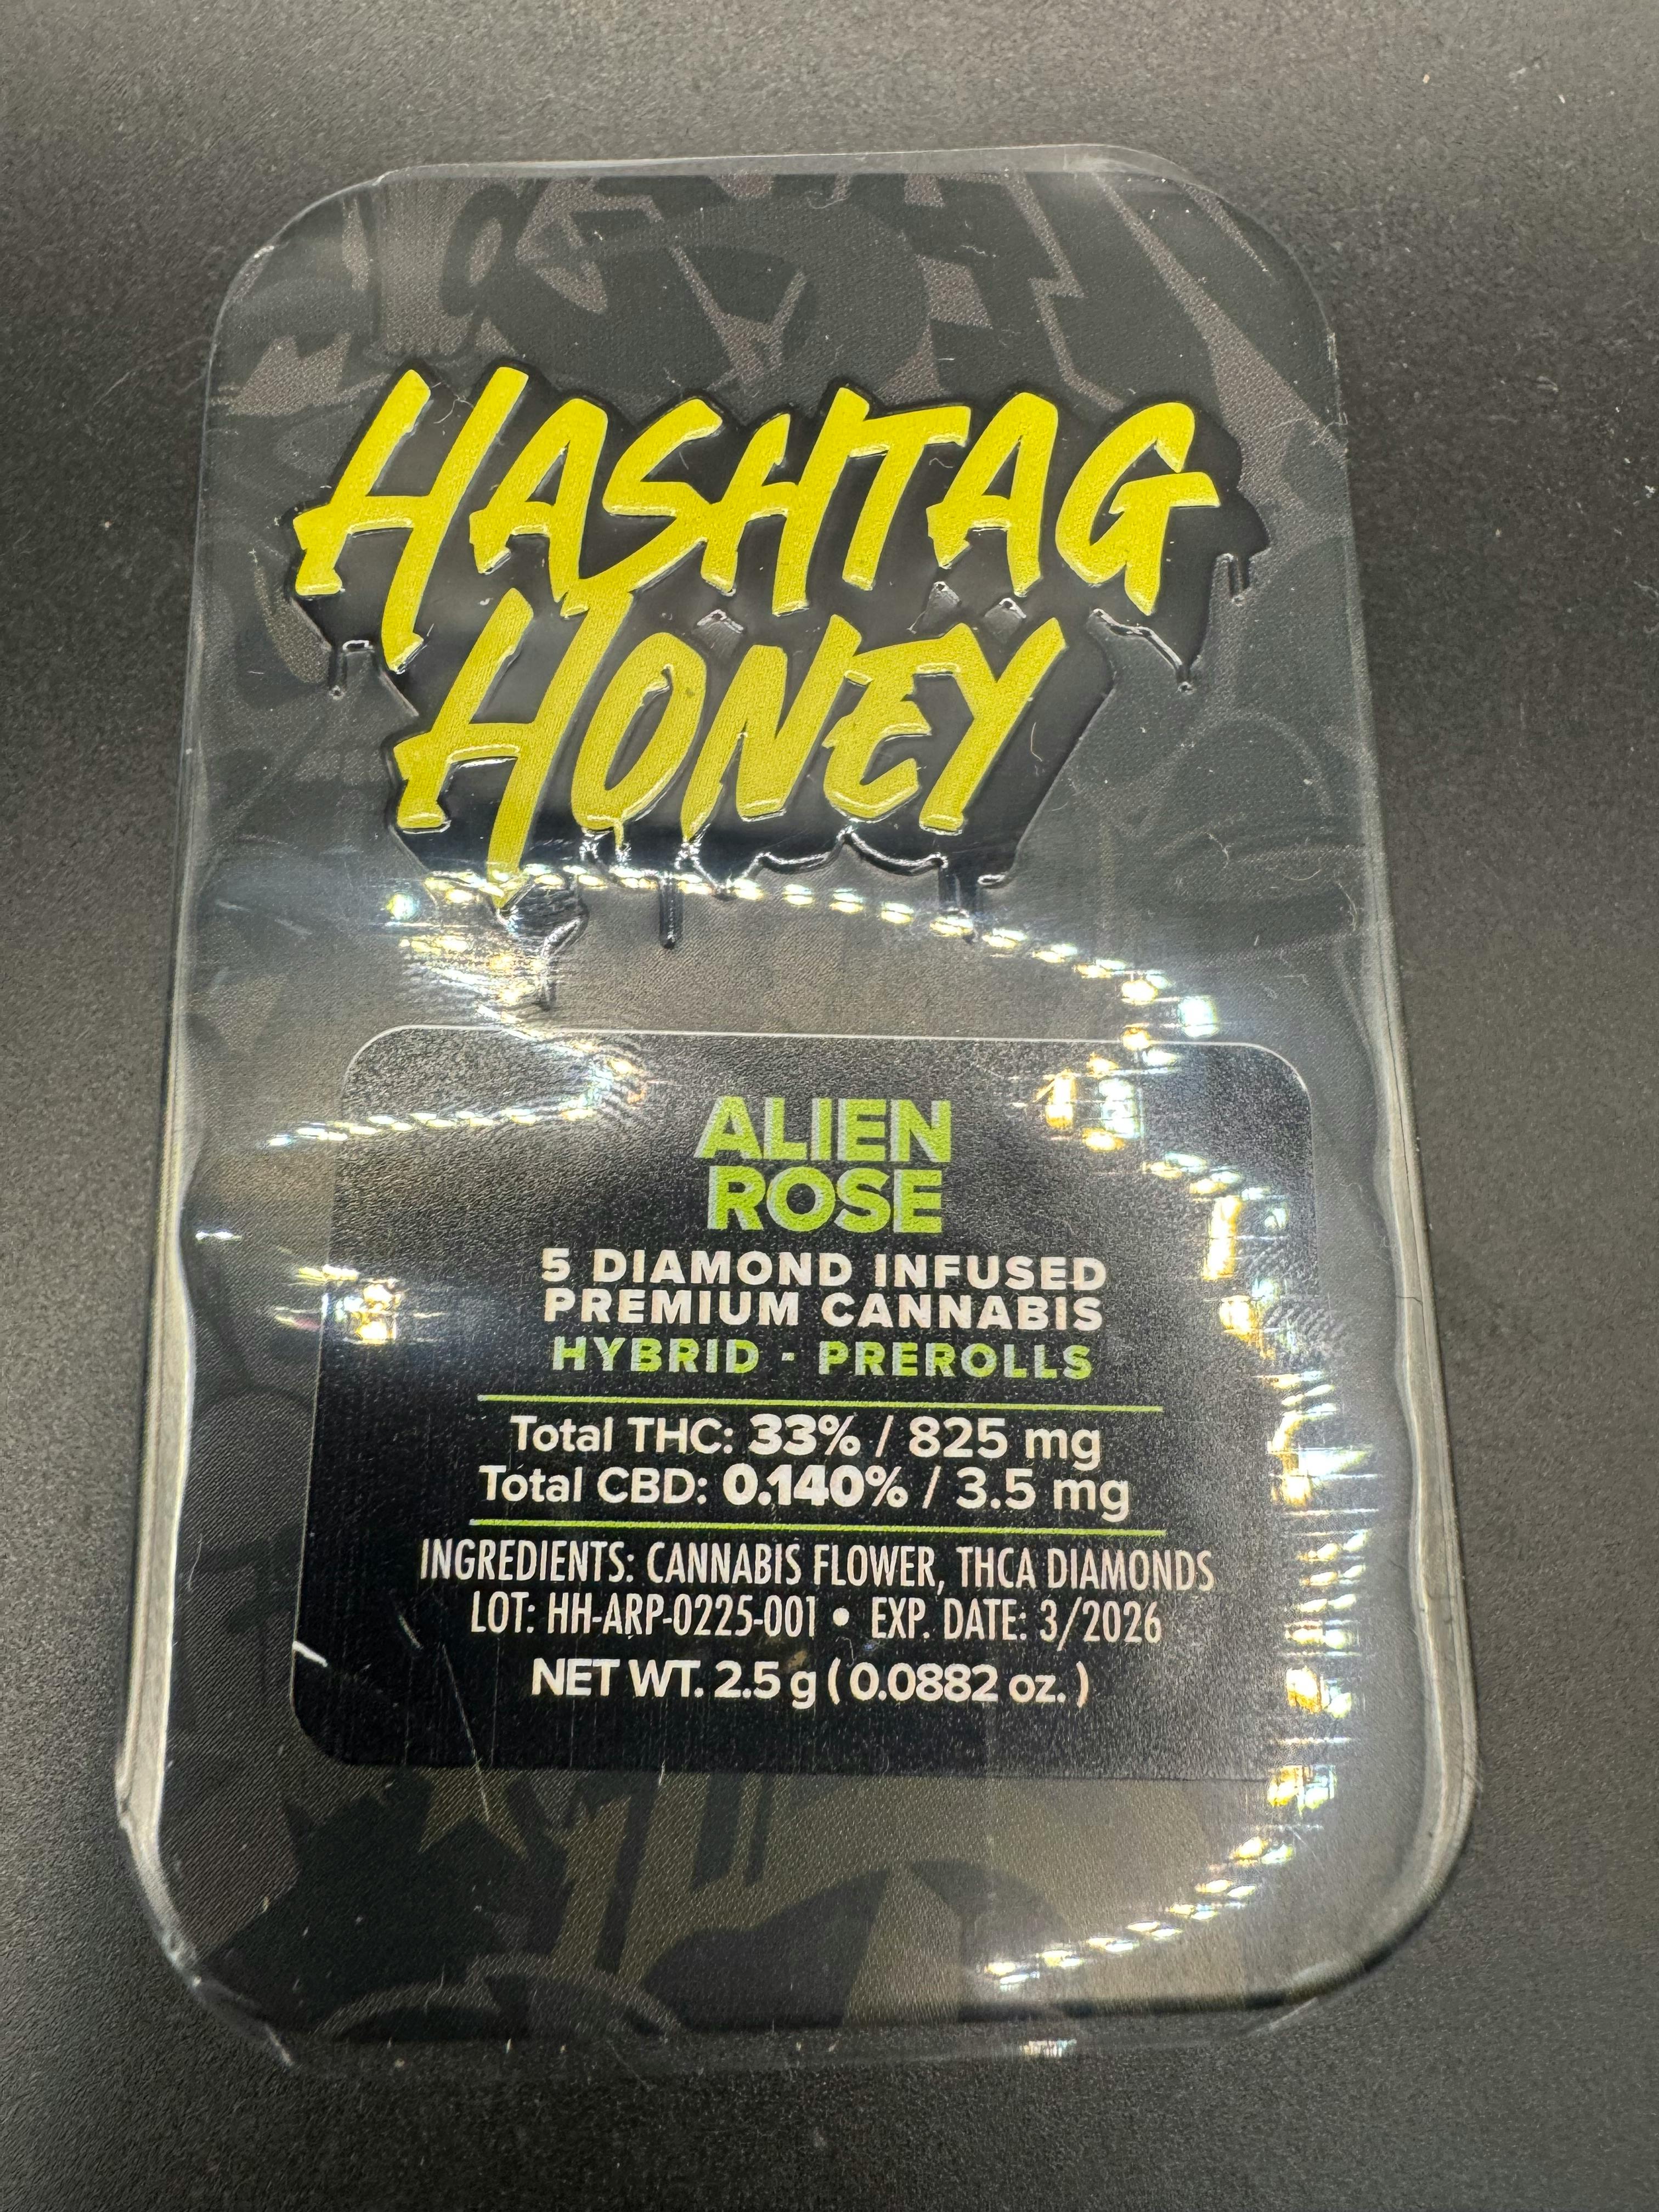 HASHTAG
HONEY
ALIEN
ROSE
5 DIAMOND INFUSED
PREMIUM CANNABIS
HYBRID - PREROLLS
Total THC: 33% / 825 mg
Total CBD: 0.140% / 3.5 mg
INGREDIENTS: CANNABIS FLOWER, THCA DIAMONDS
LOT: HH-ARP-0225-001 • EXP. DATE: 3/2026
NET WT. 2.5 g ( 0.0882 oz. )